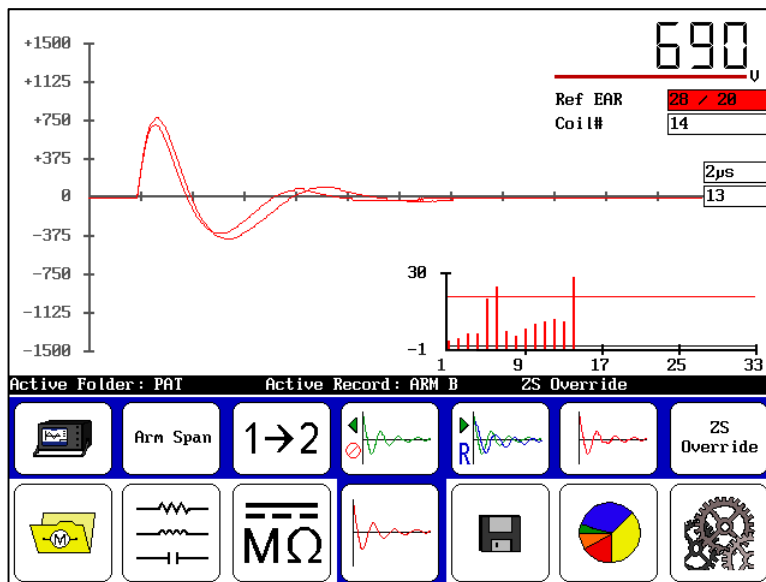 +1500
690
V
+1125
Ref EAR 28 / 20
+750
Coil# 14
+375
2µs
0
13
-375
-750
30
-1125
-1500
-1
1 9 17 25 33
Active Folder: PAT Active Record: ARM B ZS Override
Arm Span
1→2
R
ZS
Override
M
MΩ